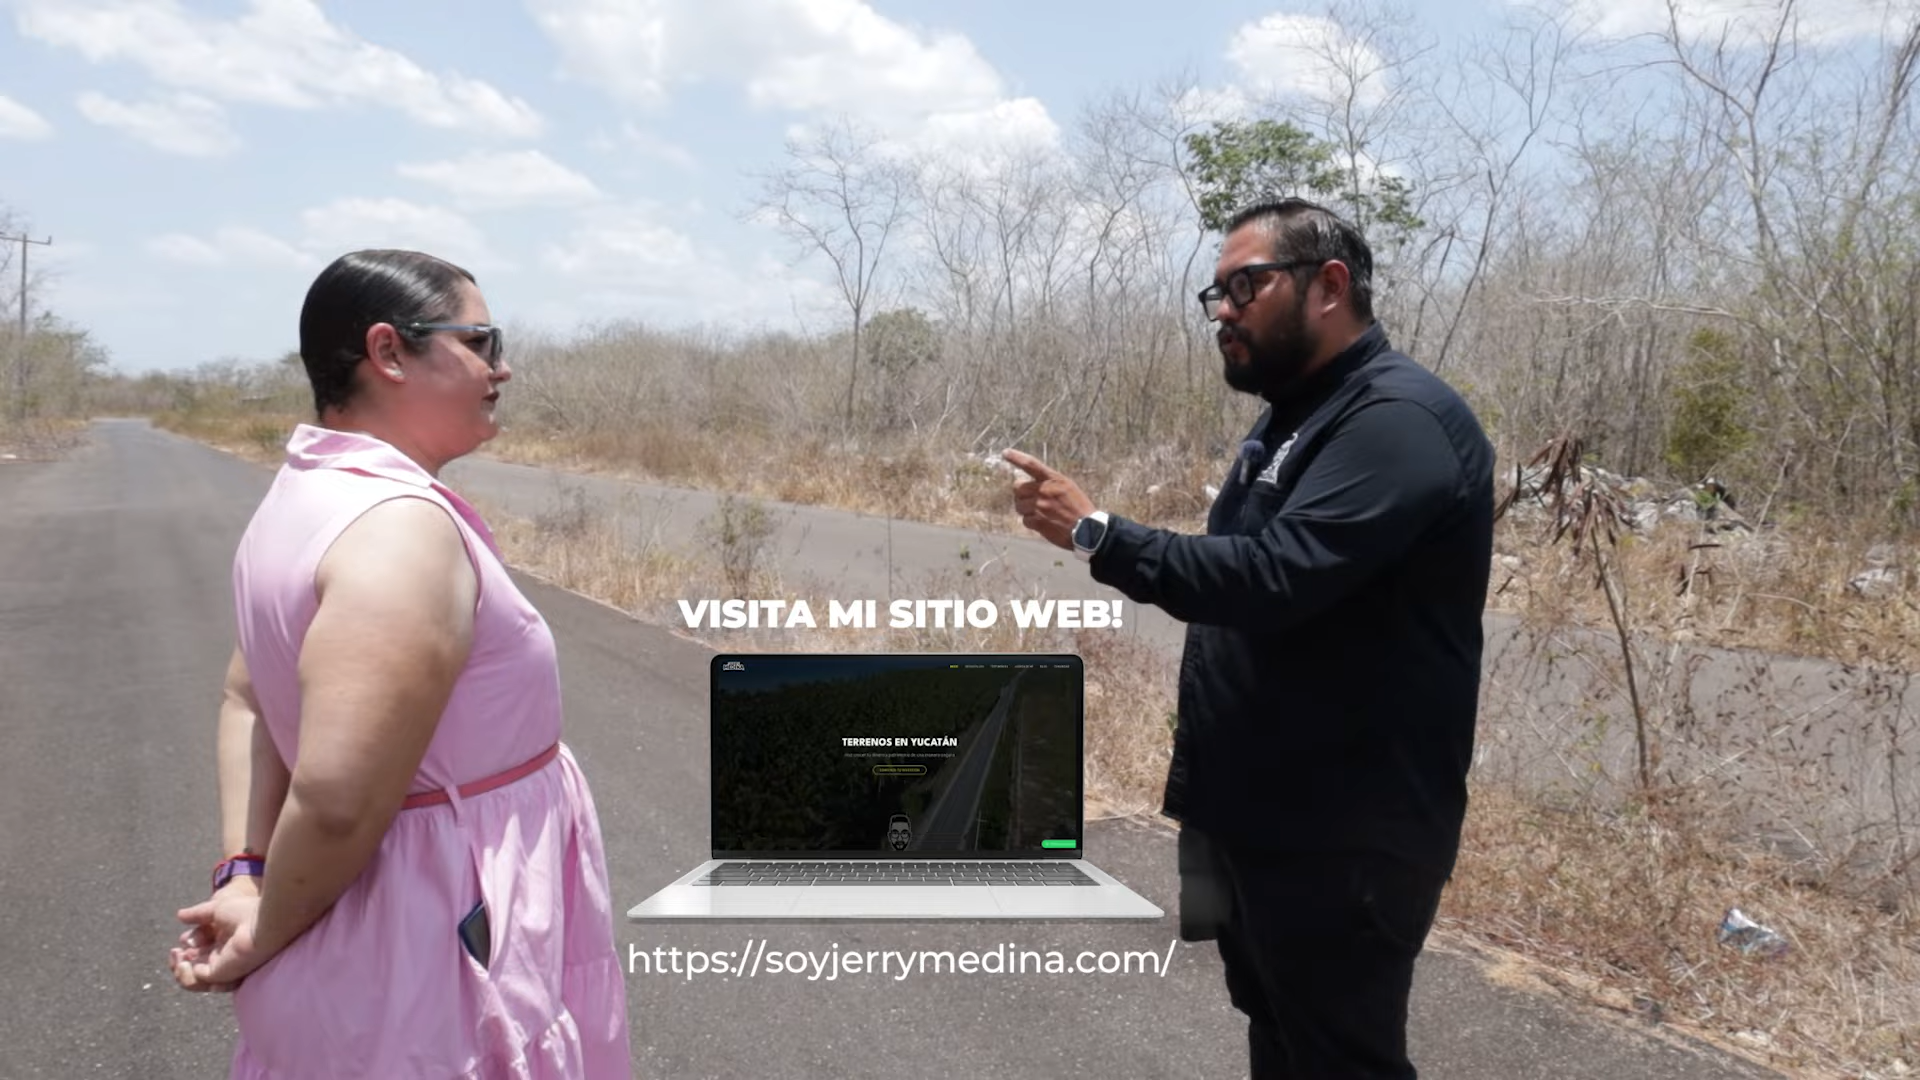 VISITA MI SITIO WEB!
TERRENOS EN YUCATÁN
https://soyjerrymedina.com/